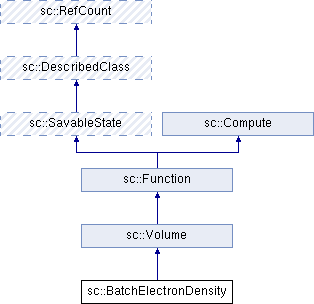 sc::RefCount
sc::DescribedClass
sc::SavableState
sc::Compute
sc::Function
sc::Volume
sc::BatchElectronDensity